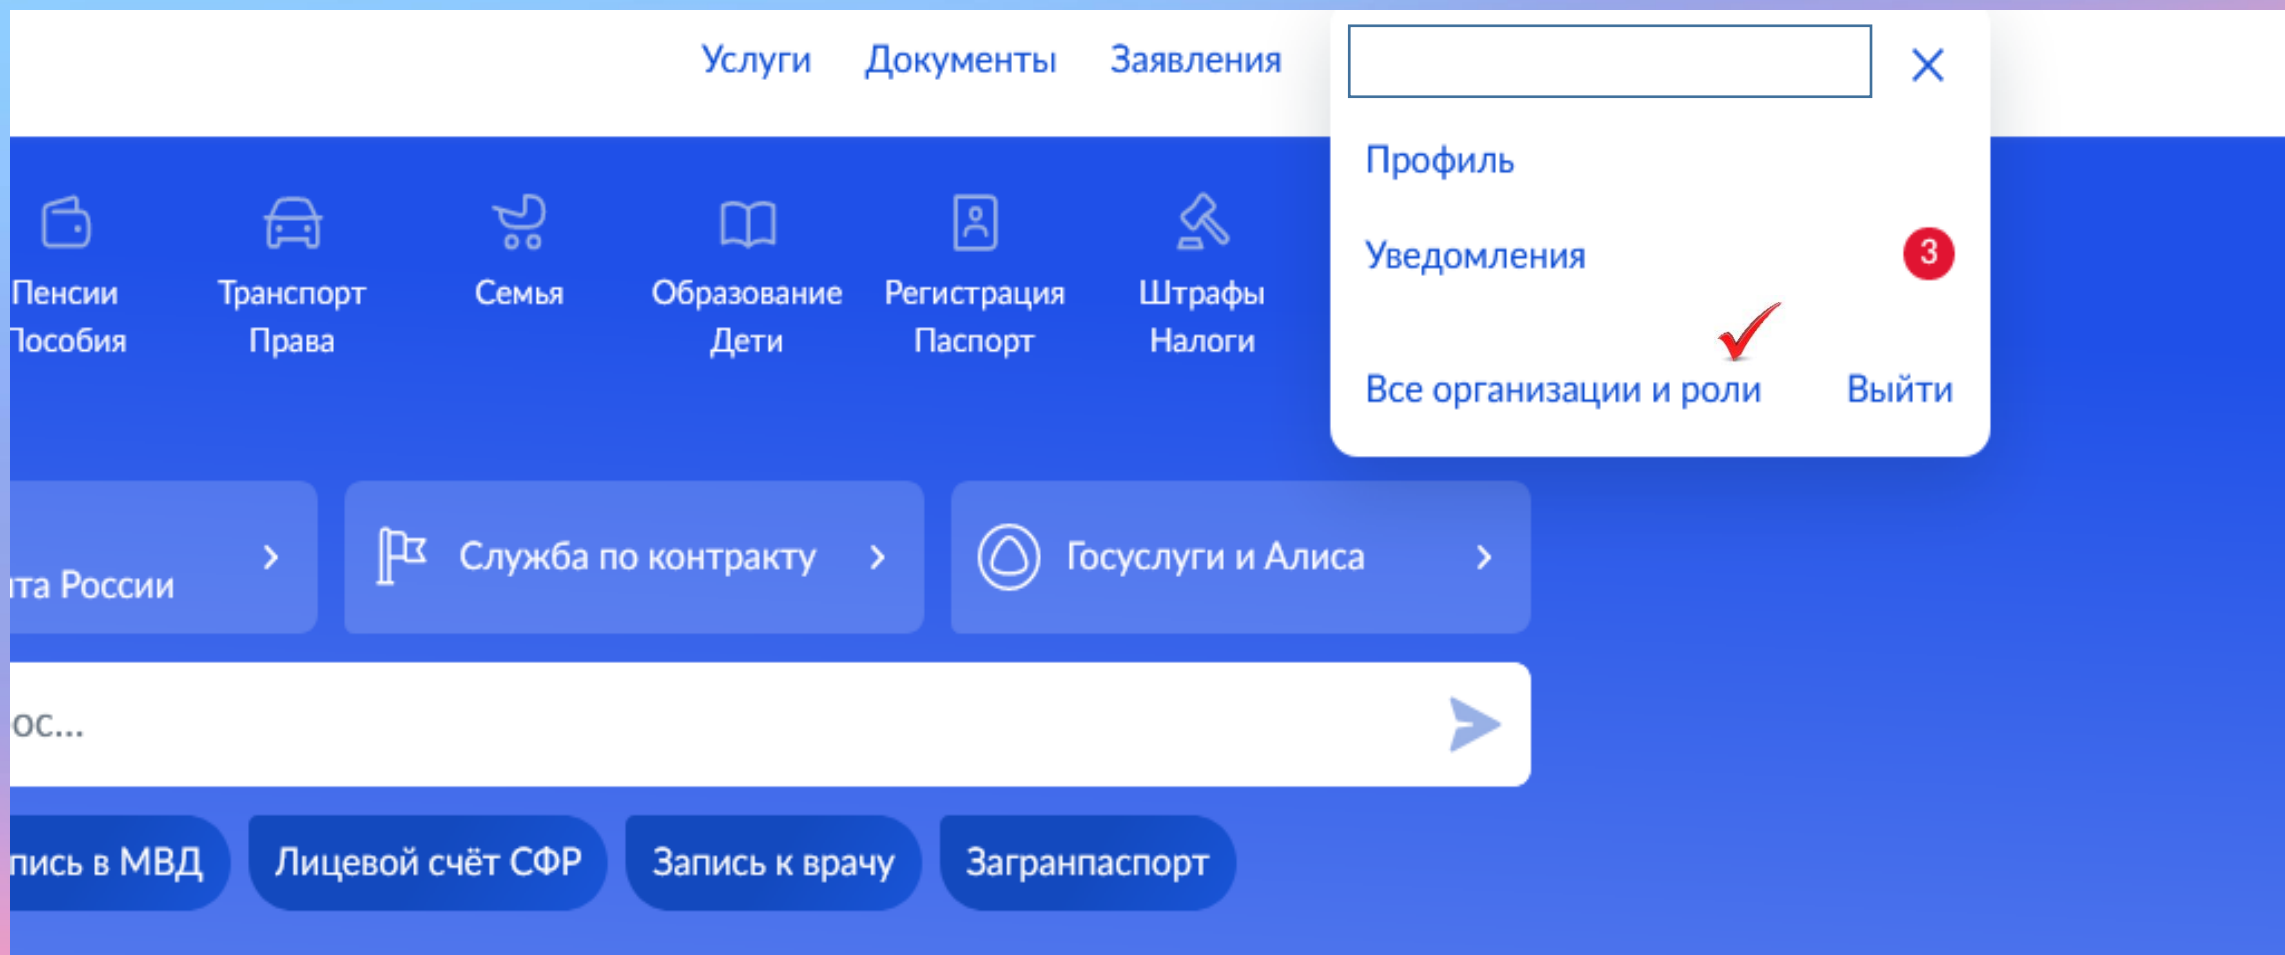 Услуги Документы Заявления
Профиль
Уведомления 3
Все организации и роли Выйти
Пенсии
Пособия
Транспорт
Права
Семья
Образование
Дети
Регистрация
Паспорт
Штрафы
Налоги
та России
Служба по контракту
Госуслуги и Алиса
ос...
пись в МВД
Лицевой счёт СФР
Запись к врачу
Загранпаспорт